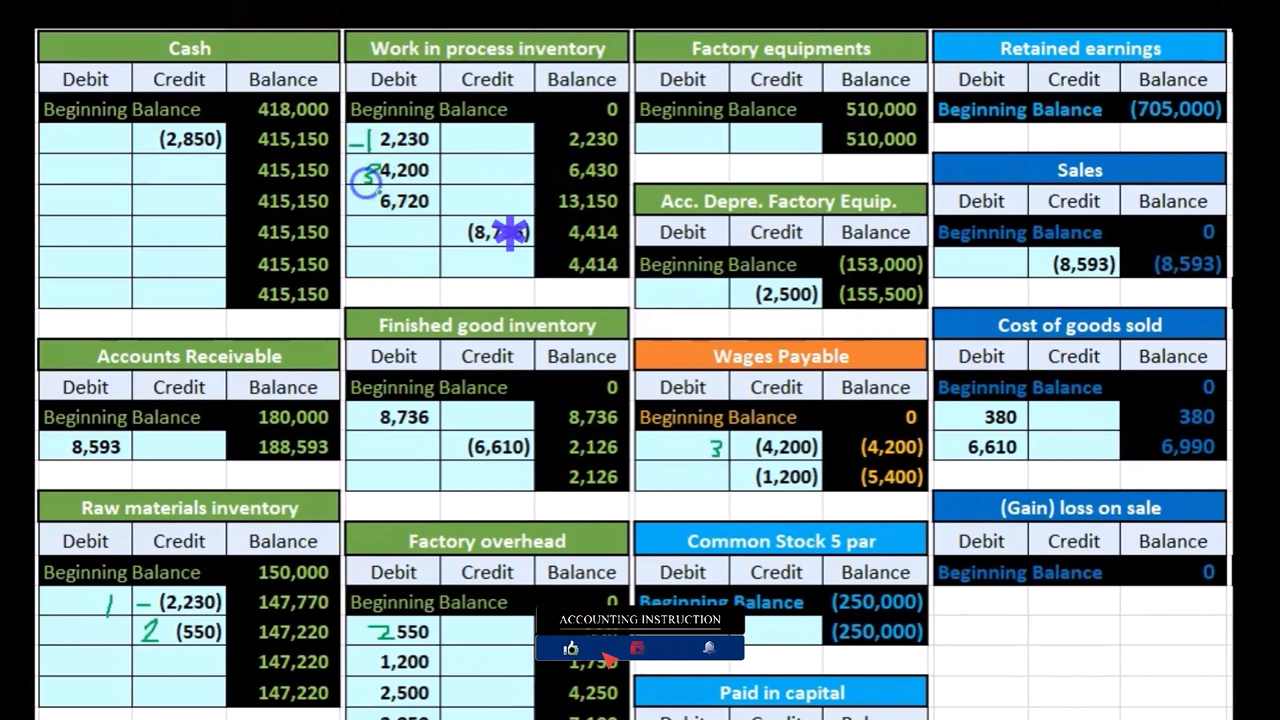 Cash
Debit Credit Balance
Beginning Balance 418,000
(2,850) 415,150
415,150
415,150
415,150
415,150
415,150
Accounts Receivable
Debit Credit Balance
Beginning Balance 180,000
8,593 188,593
Raw materials inventory
Debit Credit Balance
Beginning Balance 150,000
1 (2,230) 147,770
2 (550) 147,220
147,220
147,220
Work in process inventory
Debit Credit Balance
Beginning Balance 0
1 2,230 2,230
4,200 6,430
6,720 13,150
4,414
4,414
Finished good inventory
Debit Credit Balance
Beginning Balance 0
8,736 8,736
(6,610) 2,126
2,126
Factory overhead
Debit Credit Balance
Beginning Balance 0
2 550
1,200
2,500 4,250
Factory equipments
Debit Credit Balance
Beginning Balance 510,000
510,000
Acc. Depre. Factory Equip.
Debit Credit Balance
Beginning Balance (153,000)
(2,500) (155,500)
Wages Payable
Debit Credit Balance
Beginning Balance 0
3 (4,200) (4,200)
(1,200) (5,400)
Common Stock 5 par
Debit Credit Balance
Beginning Balance (250,000)
(250,000)
ACCOUNTING INSTRUCTION
Paid in capital
Retained earnings
Debit Credit Balance
Beginning Balance (705,000)
Sales
Debit Credit Balance
Beginning Balance 0
(8,593) (8,593)
Cost of goods sold
Debit Credit Balance
Beginning Balance 0
380 380
6,610 6,990
(Gain) loss on sale
Debit Credit Balance
Beginning Balance 0